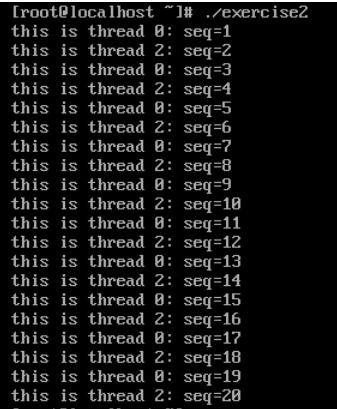 [root@localhost ~]# ./exercise2
this is thread 0: seq=1
this is thread 2: seq=2
this is thread 0: seq=3
this is thread 2: seq=4
this is thread 0: seq=5
this is thread 2: seq=6
this is thread 0: seq=7
this is thread 2: seq=8
this is thread 0: seq=9
this is thread 2: seq=10
this is thread 0: seq=11
this is thread 2: seq=12
this is thread 0: seq=13
this is thread 2: seq=14
this is thread 0: seq=15
this is thread 2: seq=16
this is thread 0: seq=17
this is thread 2: seq=18
this is thread 0: seq=19
this is thread 2: seq=20